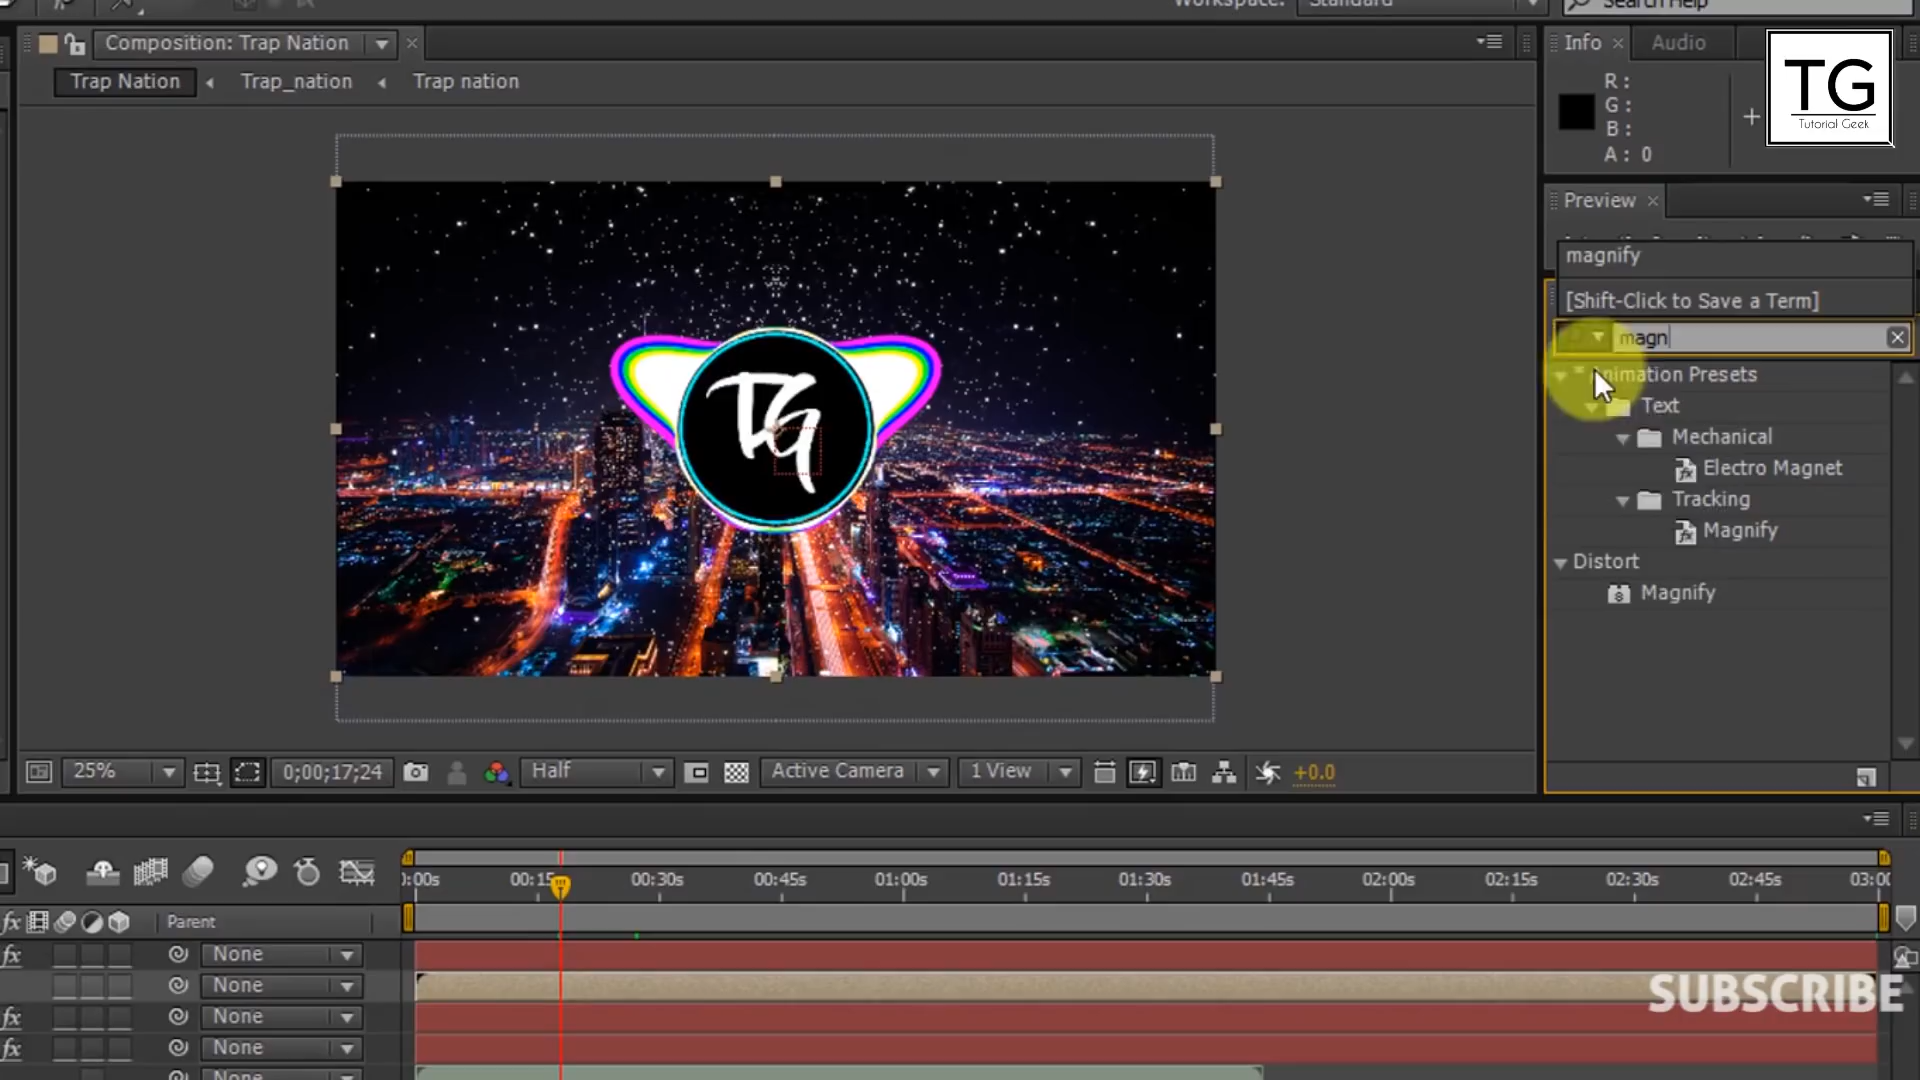 Workspace: Standard Search Help
Composition: Trap Nation
Info Audio
TG
Tutorial Geek
Trap Nation Trap_nation Trap nation
R:
G:
B:
A: 0
Preview
magnify
[Shift-Click to Save a Term]
magn
Animation Presets
Text
Mechanical
Electro Magnet
Tracking
Magnify
Distort
Magnify
TG
25% 0;00;17;24 Half Active Camera 1 View +0.0
0:00s 00:15 00:30s 00:45s 01:00s 01:15s 01:30s 01:45s 02:00s 02:15s 02:30s 02:45s 03:00
fx Parent
fx None
None
fx None
fx None
None
SUBSCRIBE